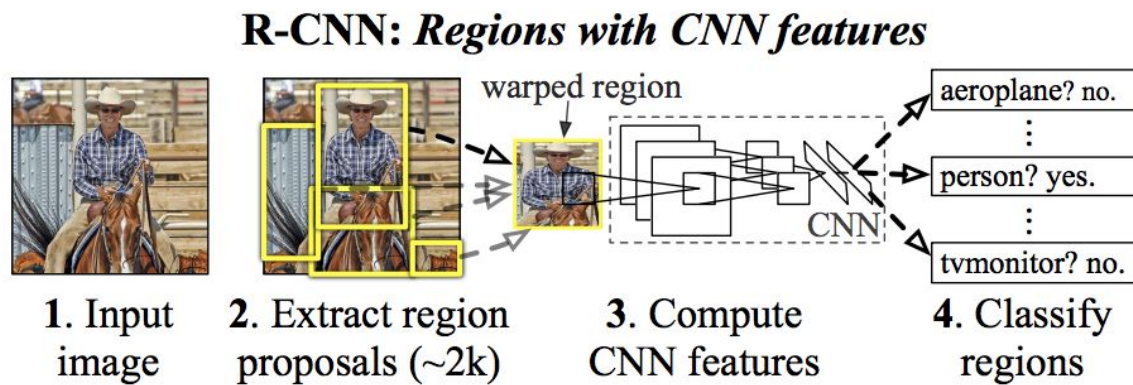 R-CNN: Regions with CNN features
warped region
aeroplane? no.
⋮
person? yes.
⋮
tvmonitor? no.
CNN
1. Input
image
2. Extract region
proposals (~2k)
3. Compute
CNN features
4. Classify
regions